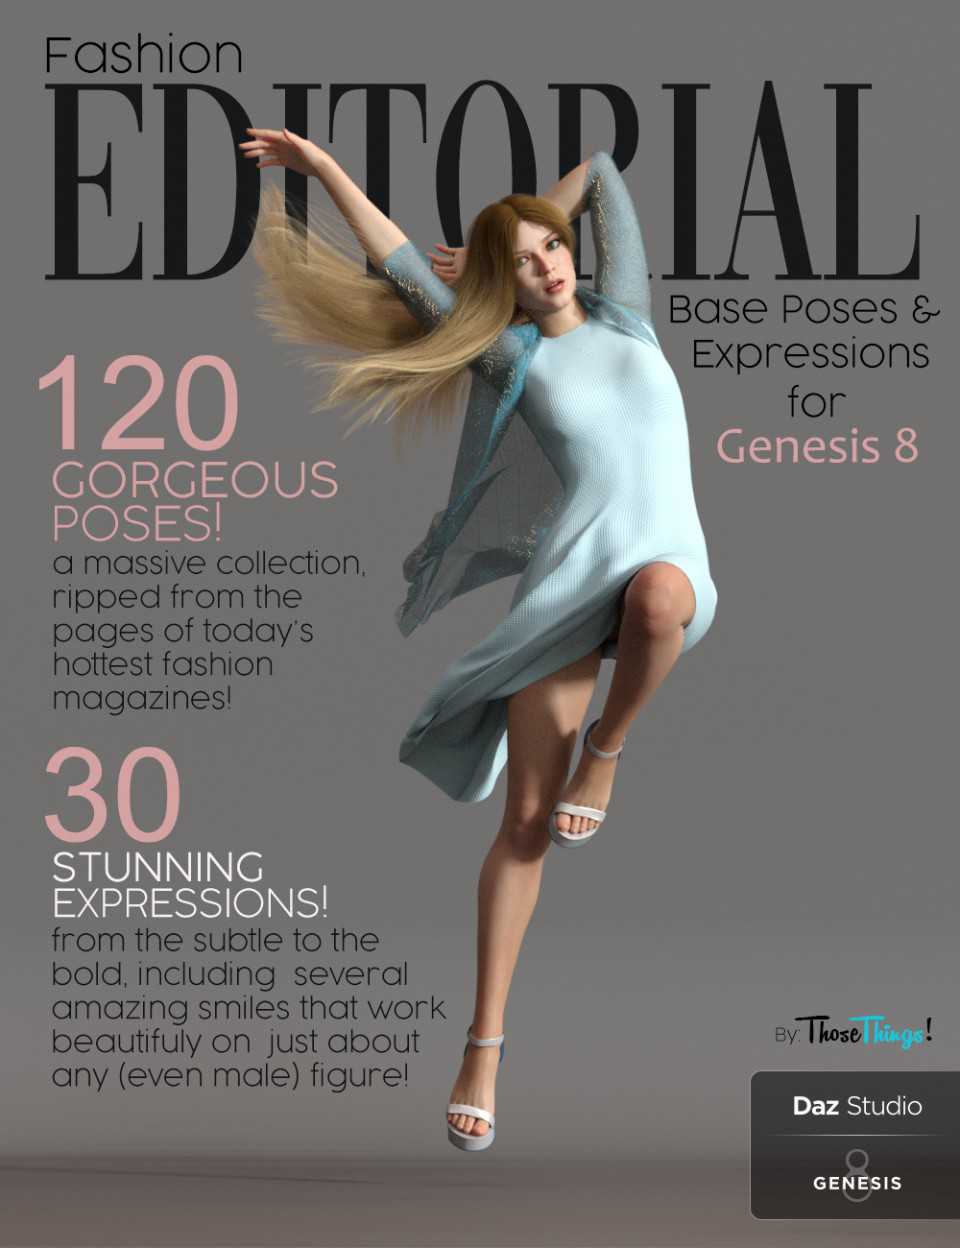 Fashion
EDITORIAL
Base Poses &
Expressions
for
Genesis 8
120
GORGEOUS
POSES!
a massive collection,
ripped from the
pages of today's
hottest fashion
magazines!
30
STUNNING
EXPRESSIONS!
from the subtle to the
bold, including several
amazing smiles that work
beautifuly on just about
any (even male) figure!
By: ThoseThings!
Daz Studio
8
GENESIS